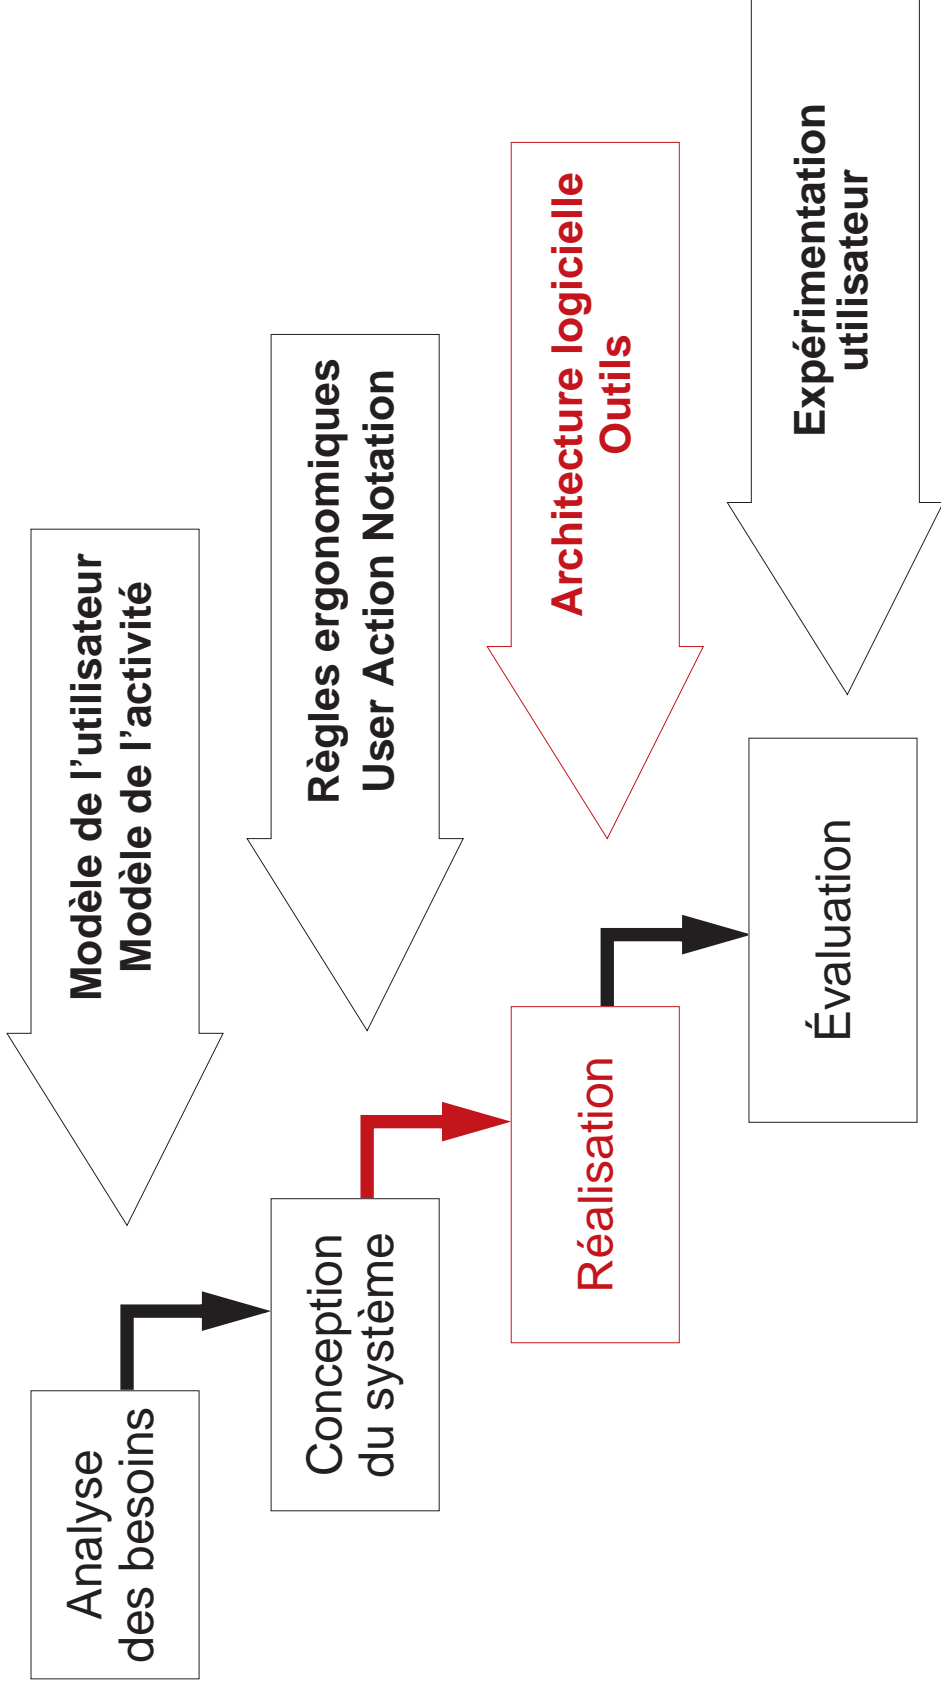 Analyse
des besoins
Modèle de l'utilisateur
Modèle de l'activité
Conception
du système
Règles ergonomiques
User Action Notation
Réalisation
Architecture logicielle
Outils
Évaluation
Expérimentation
utilisateur